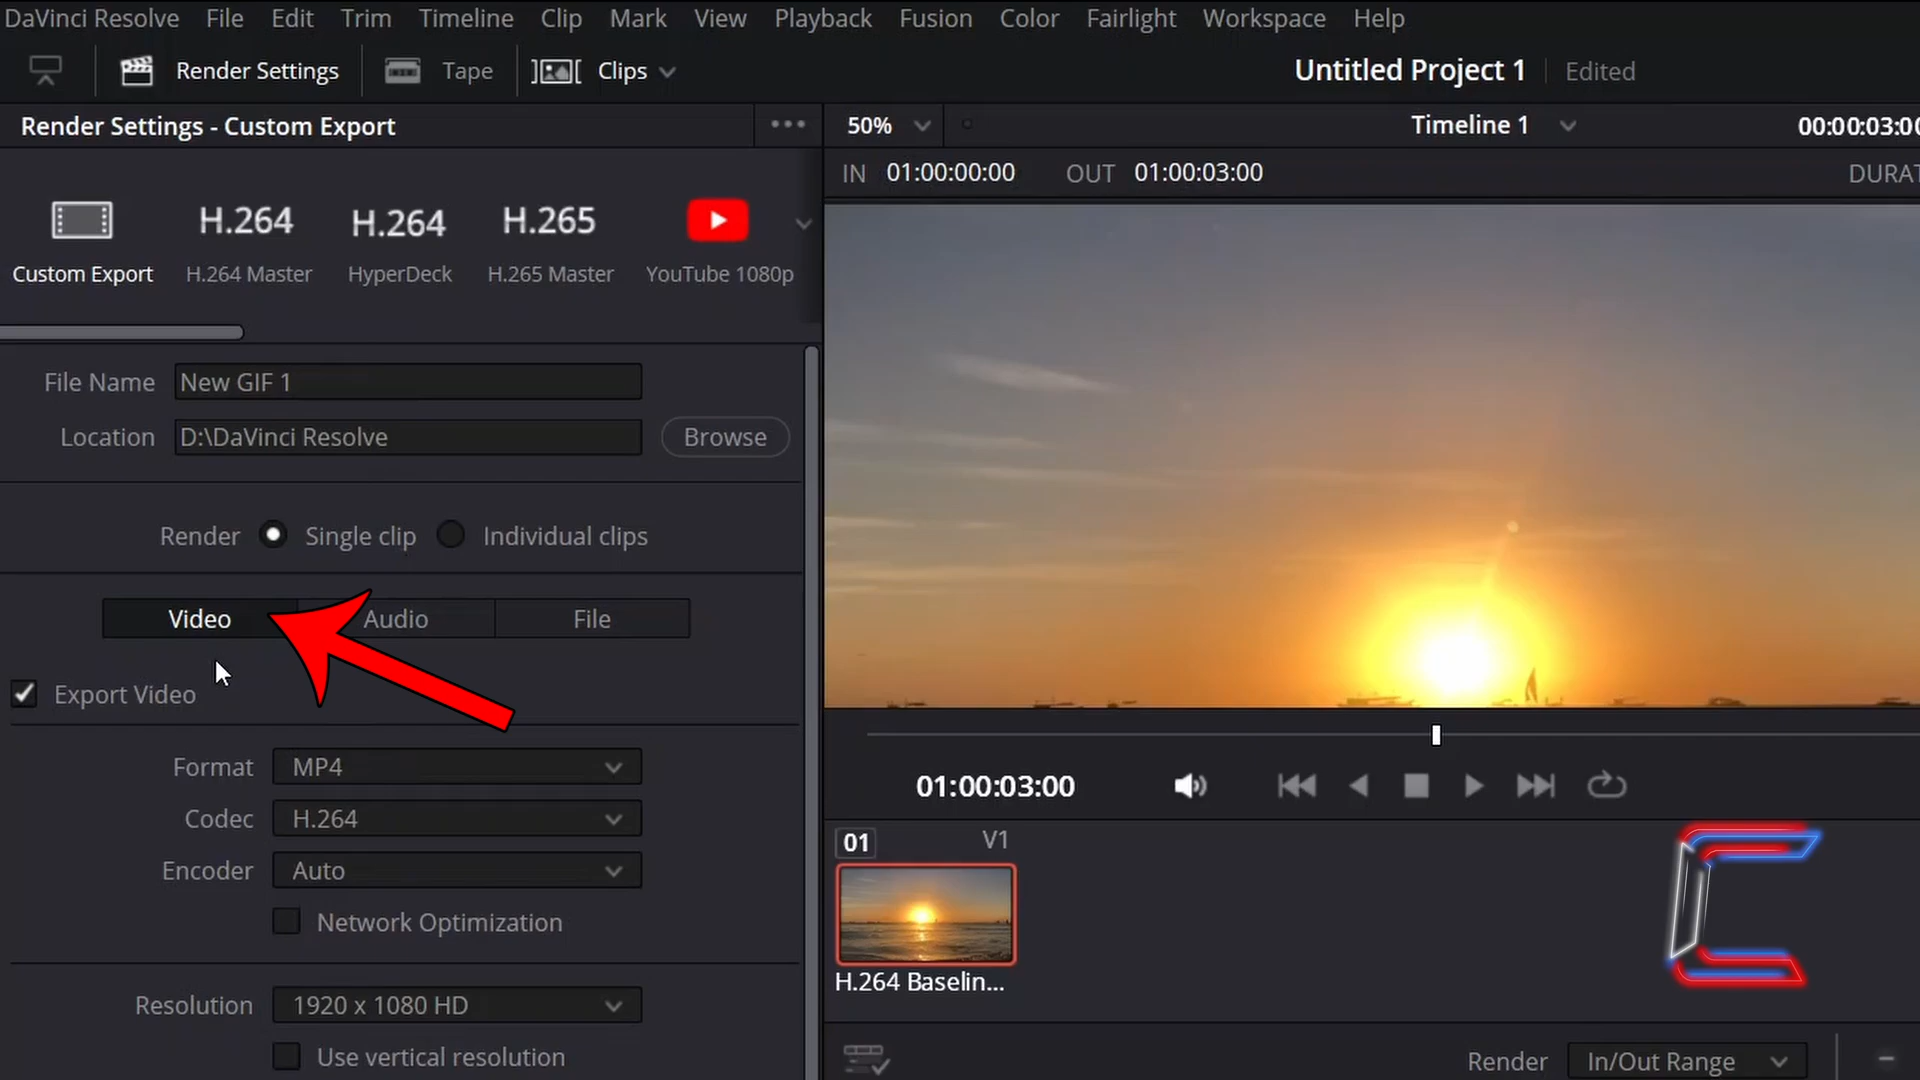 DaVinci Resolve File Edit Trim Timeline Clip Mark View Playback Fusion Color Fairlight Workspace Help
Render Settings Tape Clips Untitled Project 1 Edited
Render Settings - Custom Export
50% Timeline 1 00:00:03:00
IN 01:00:00:00 OUT 01:00:03:00
H.264 H.264 H.265
Custom Export H.264 Master HyperDeck H.265 Master YouTube 1080p
File Name New GIF 1
Location D:\DaVinci Resolve Browse
Render Single clip Individual clips
Video Audio File
Export Video
Format MP4
01:00:03:00
Codec H.264
01 V1
Encoder Auto
Network Optimization
H.264 Baselin...
Resolution 1920 x 1080 HD
Use vertical resolution
Render In/Out Range